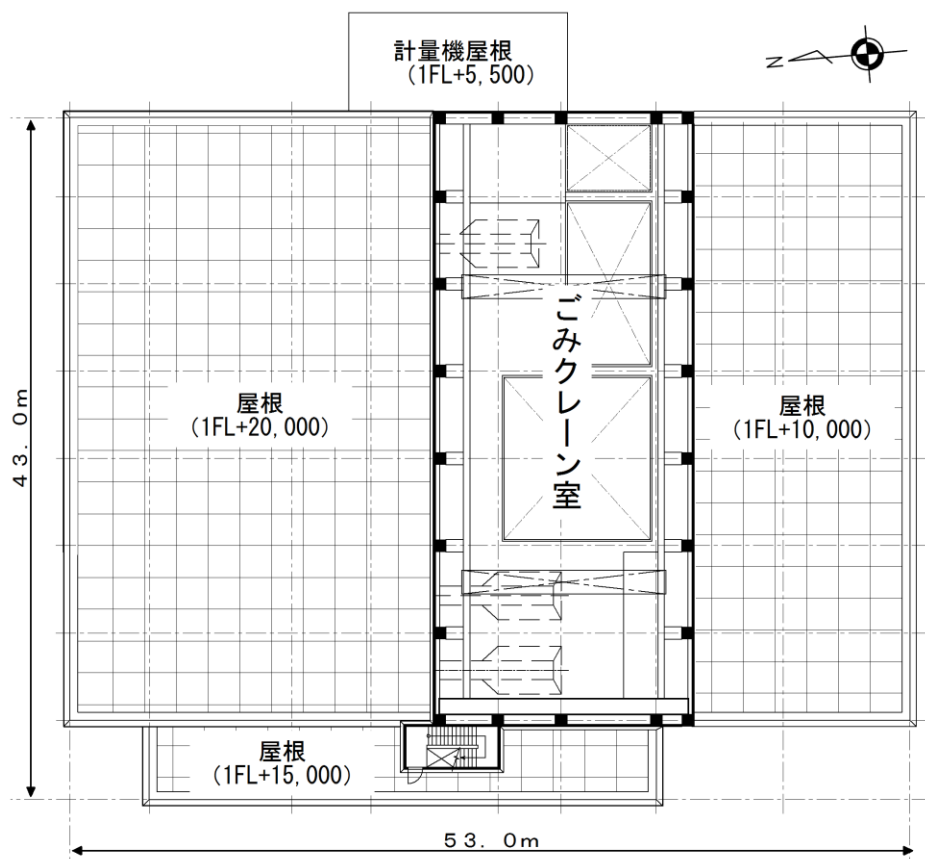 計量機屋根
(1FL+5,500)
N
ごみクレーン室
屋根
(1FL+20,000)
屋根
(1FL+10,000)
43.0m
屋根
(1FL+15,000)
53.0m